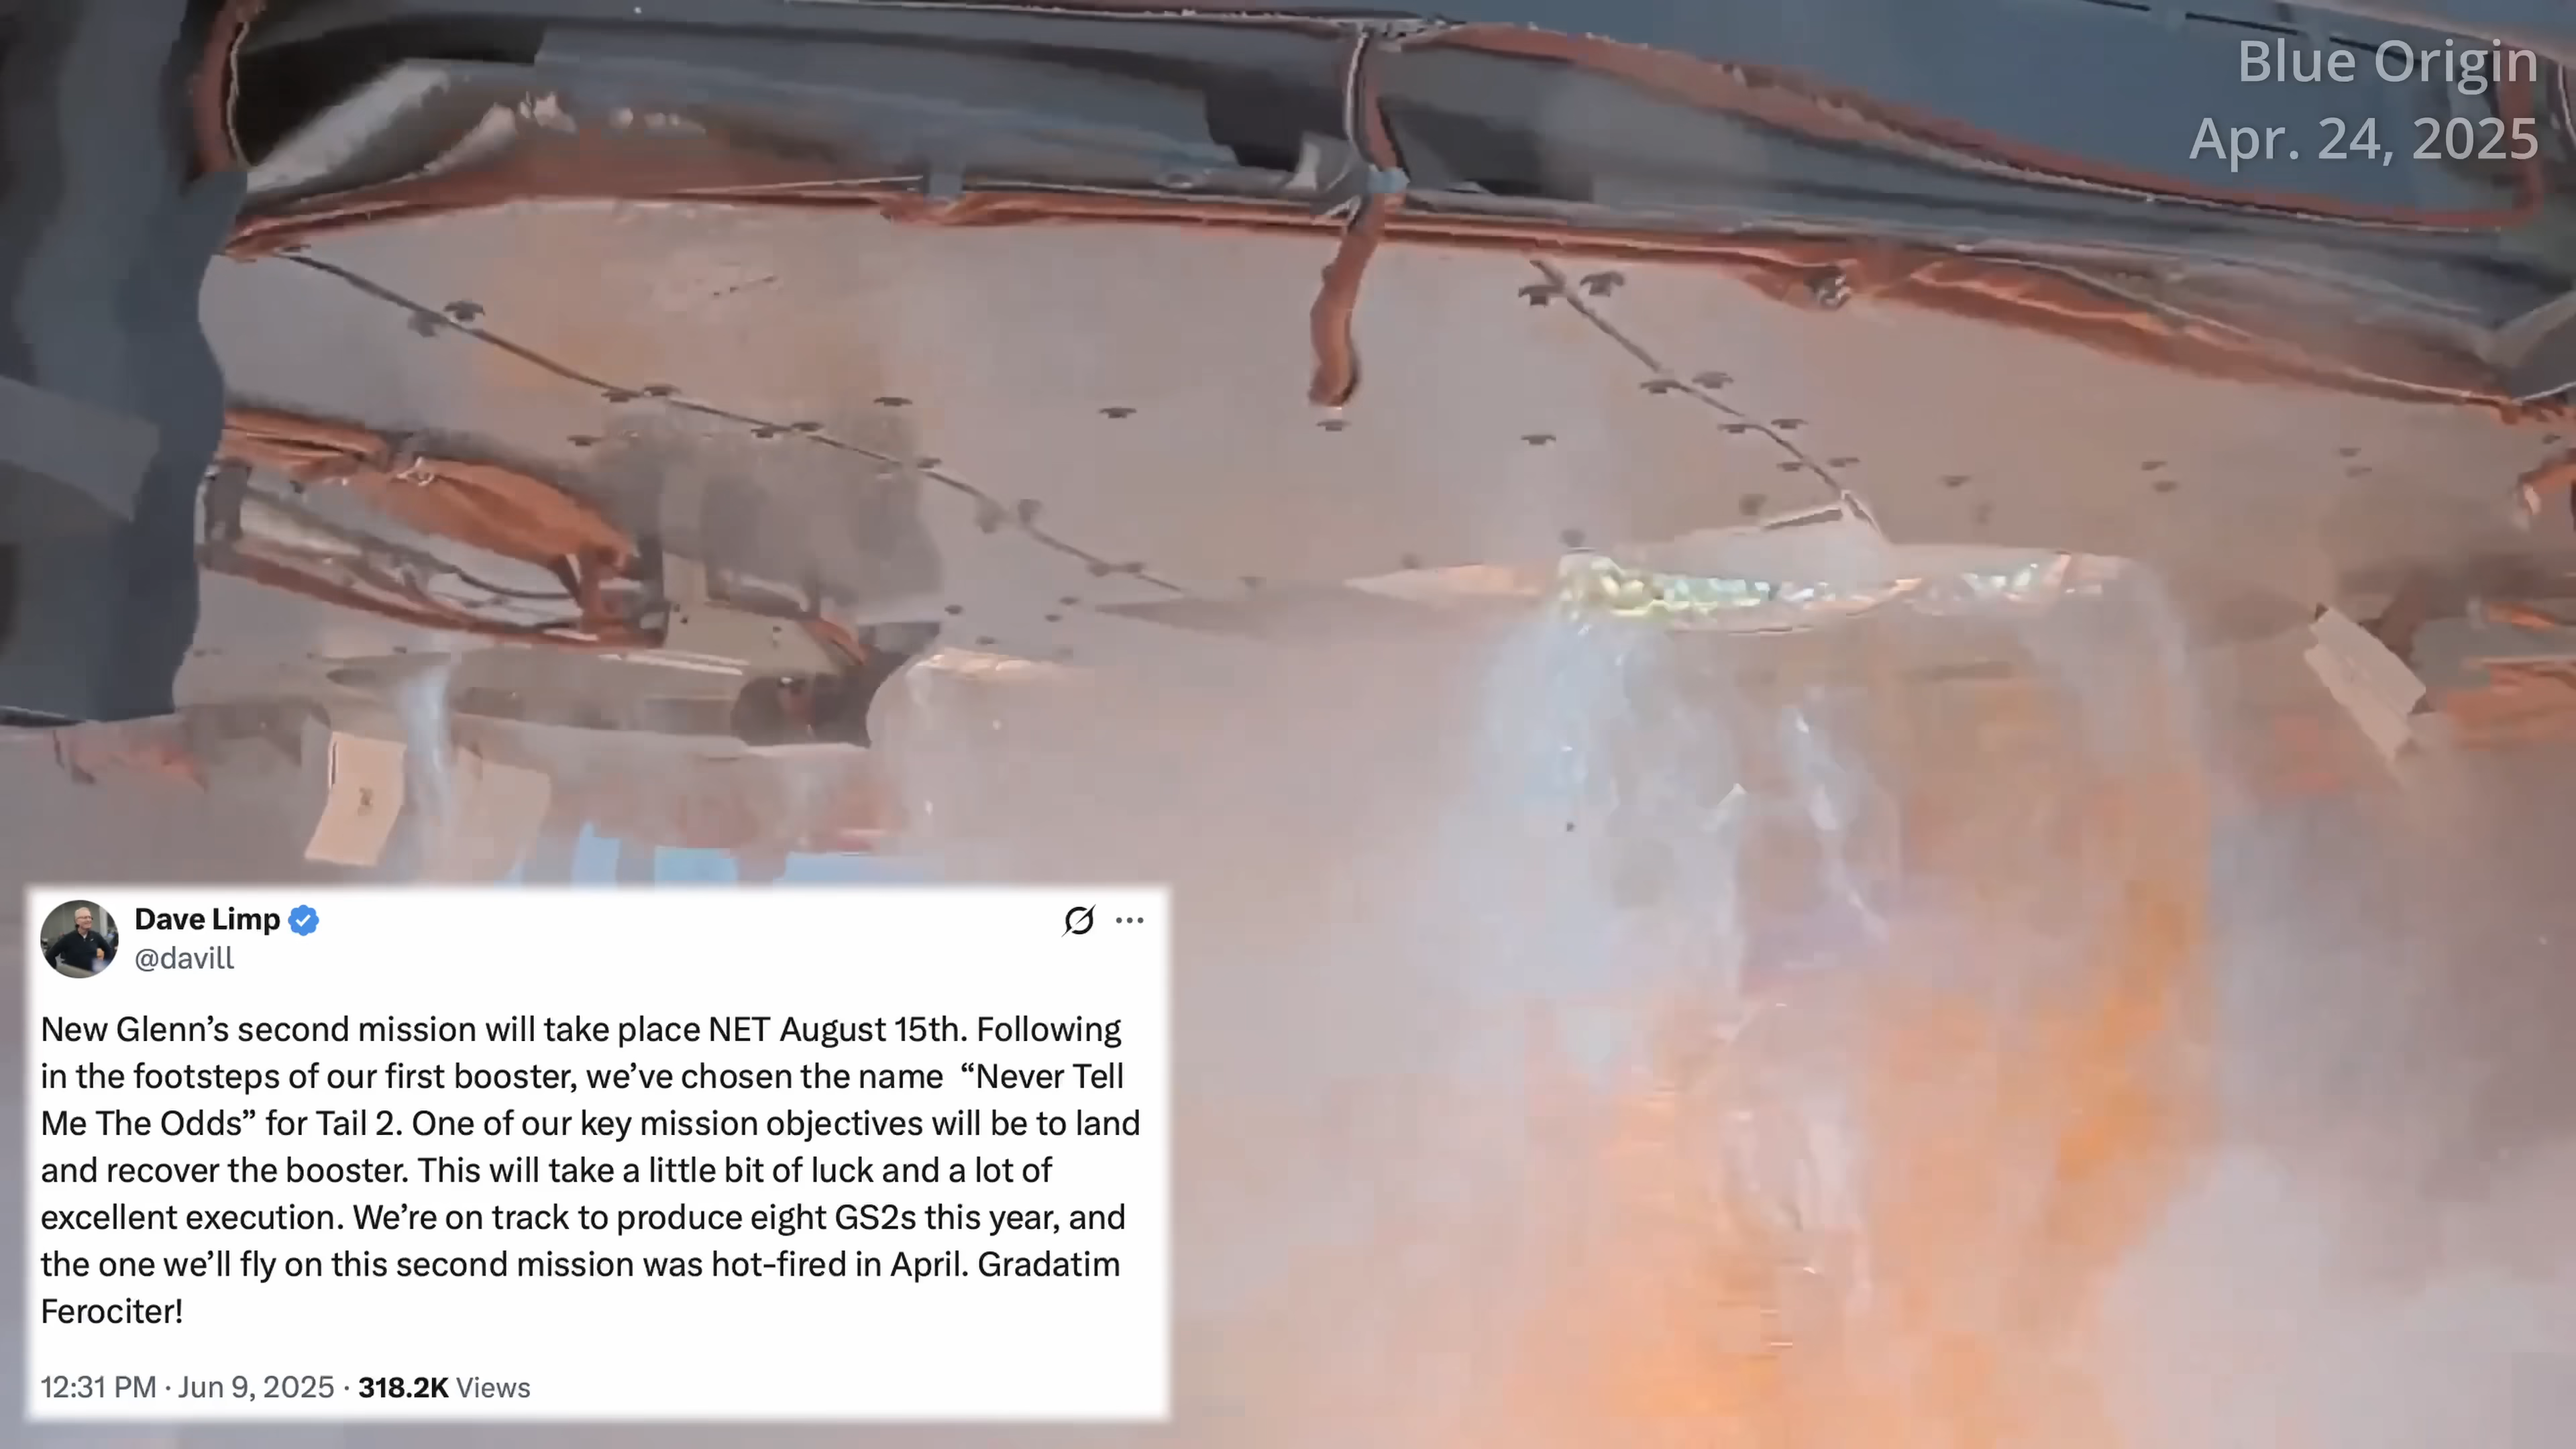 Blue Origin
Apr. 24, 2025
Dave Limp
@davill
New Glenn’s second mission will take place NET August 15th. Following
in the footsteps of our first booster, we’ve chosen the name  “Never Tell
Me The Odds” for Tail 2. One of our key mission objectives will be to land
and recover the booster. This will take a little bit of luck and a lot of
excellent execution. We’re on track to produce eight GS2s this year, and
the one we’ll fly on this second mission was hot-fired in April. Gradatim
Ferociter!
12:31 PM · Jun 9, 2025 · 318.2K Views